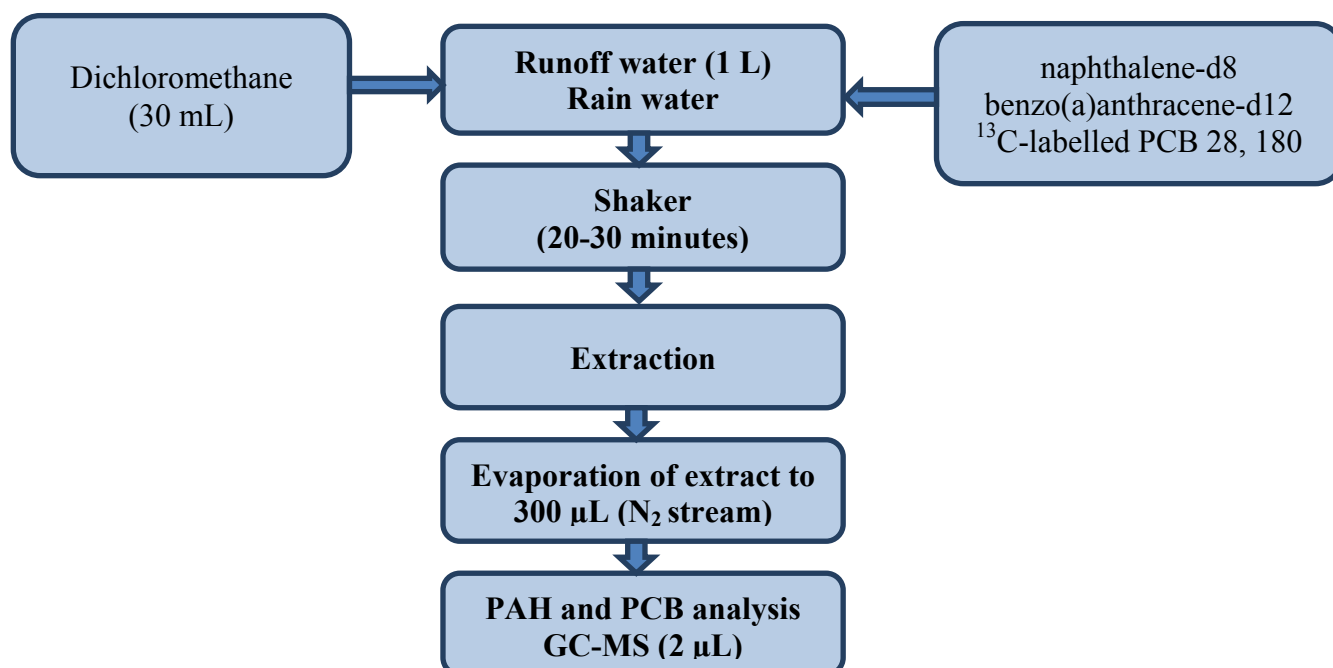 Dichloromethane
(30 mL)
Runoff water (1 L)
Rain water
naphthalene-d8
benzo(a)anthracene-d12
¹³C-labelled PCB 28, 180
Shaker
(20-30 minutes)
Extraction
Evaporation of extract to
300 µL (N₂ stream)
PAH and PCB analysis
GC-MS (2 µL)